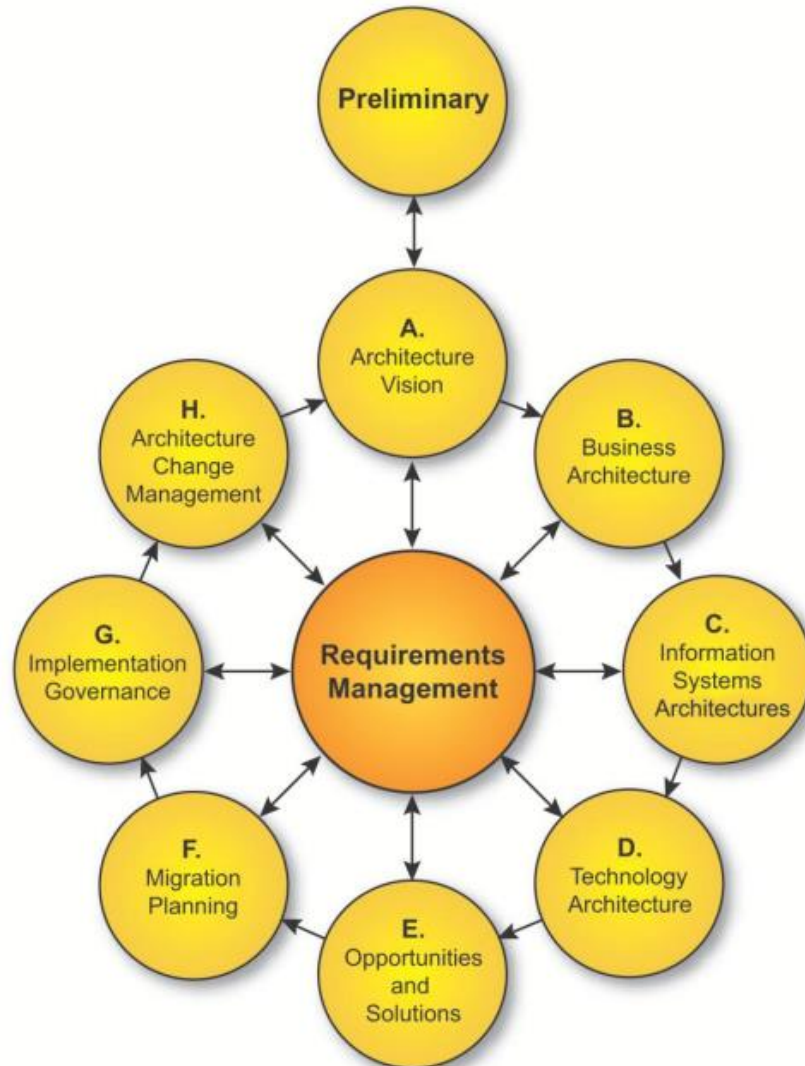 Preliminary
A.
Architecture
Vision
B.
Business
Architecture
C.
Information
Systems
Architectures
D.
Technology
Architecture
E.
Opportunities
and
Solutions
F.
Migration
Planning
G.
Implementation
Governance
H.
Architecture
Change
Management
Requirements
Management